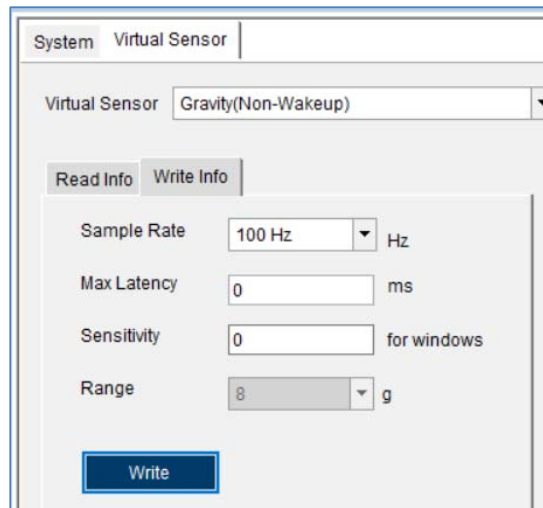 System Virtual Sensor
Virtual Sensor Gravity(Non-Wakeup)
Read Info Write Info
Sample Rate 100 Hz Hz
Max Latency 0 ms
Sensitivity 0 for windows
Range 8 g
Write